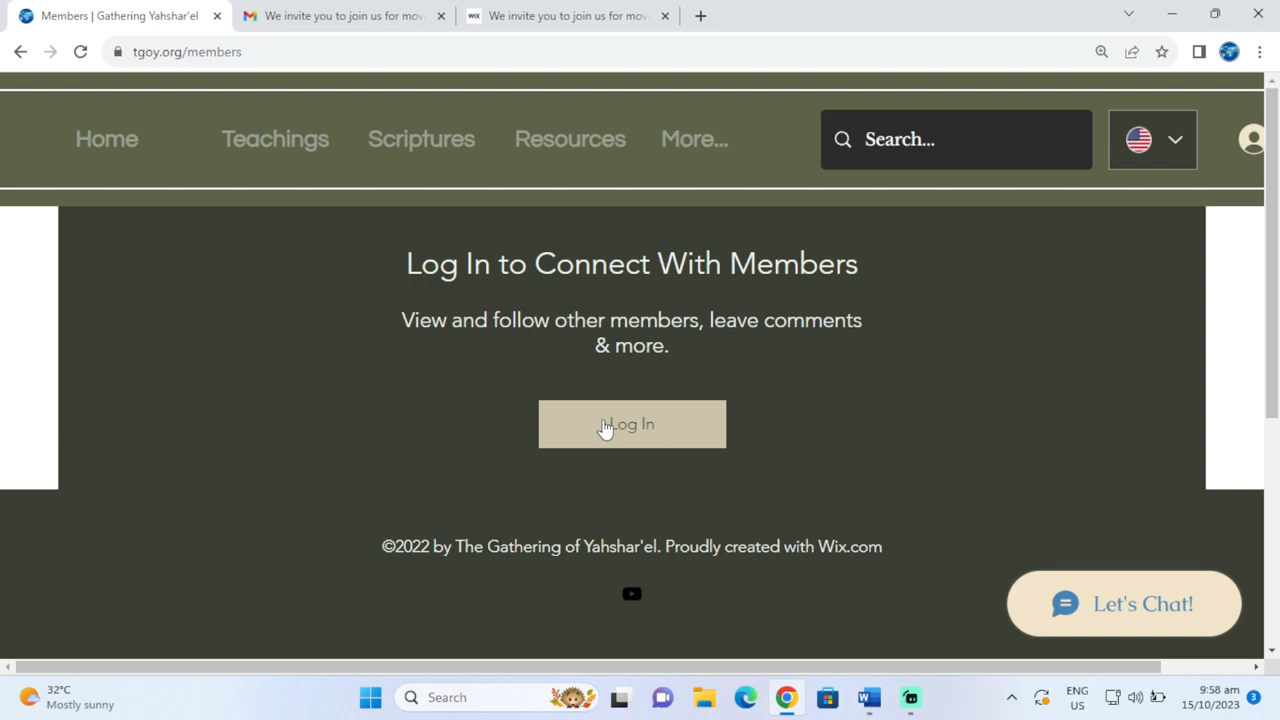 Members | Gathering Yahshar'el
We invite you to join us for mov
WIX We invite you to join us for mov
tgoy.org/members
Home Teachings Scriptures Resources More... Search...
Log In to Connect With Members
View and follow other members, leave comments
& more.
Log In
©2022 by The Gathering of Yahshar'el. Proudly created with Wix.com
Let's Chat!
32°C
Mostly sunny
Search
ENG
US
9:58 am
15/10/2023
3